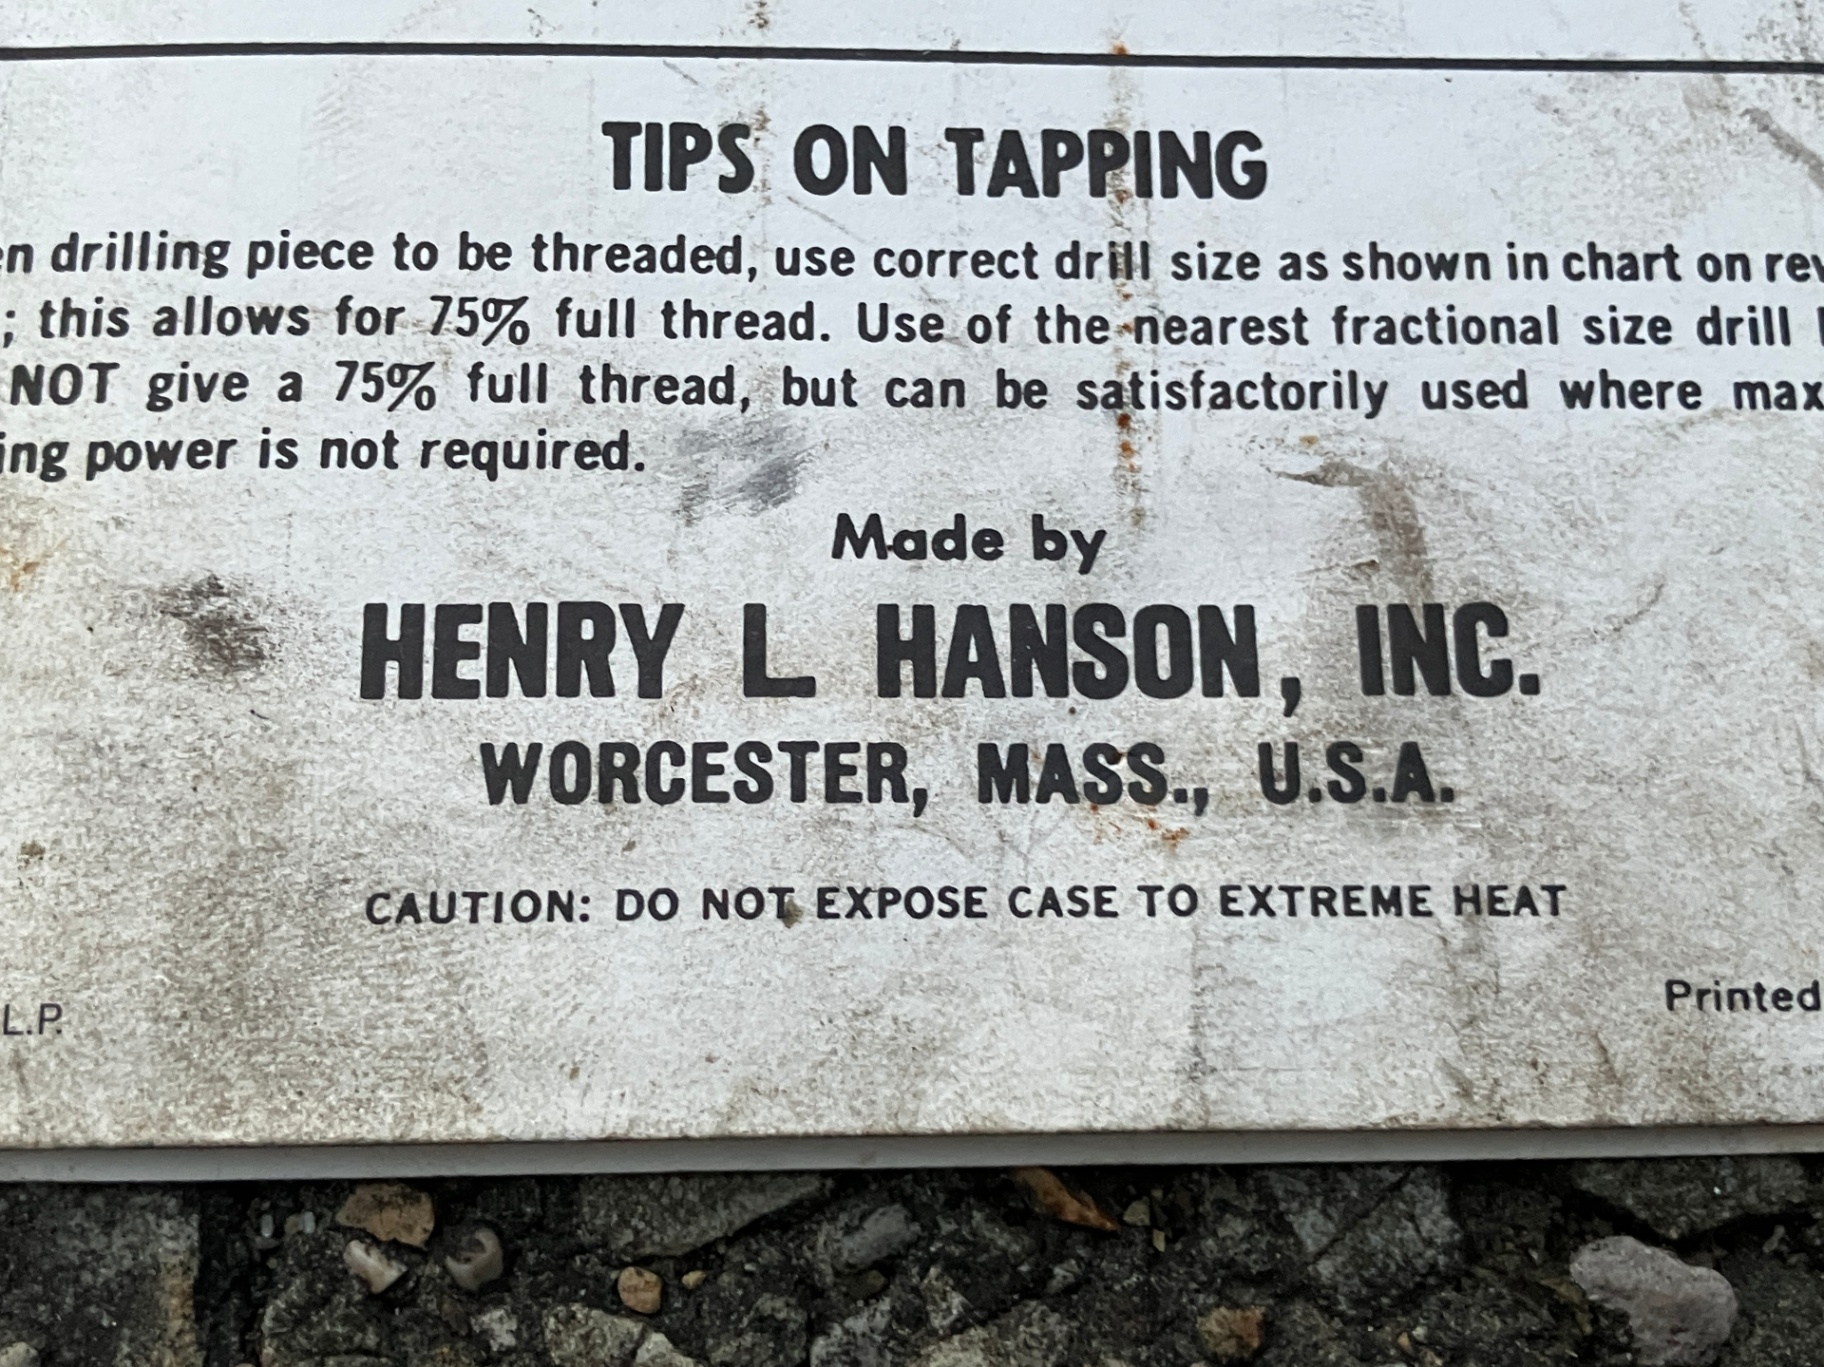 TIPS ON TAPPING
en drilling piece to be threaded, use correct drill size as shown in chart on rev
; this allows for 75% full thread. Use of the nearest fractional size drill
NOT give a 75% full thread, but can be satisfactorily used where max
ing power is not required.
Made by
HENRY L HANSON, INC.
WORCESTER, MASS., U.S.A.
CAUTION: DO NOT EXPOSE CASE TO EXTREME HEAT
L.P. Printed